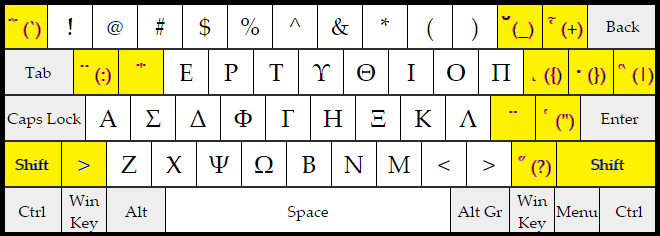 ῟ (`) ! @ # $ % ^ & * ( ) ˘ (_) ῭ (+) Back
Tab ¨ (:) Ε Ρ Τ ϒ Θ Ι Ο Π ͺ ({) · (}) (|)
Caps Lock Α Σ Δ Φ Γ Η Ξ Κ Λ ¨ ῾ (") Enter
Shift > Ζ Χ Ψ Ω Β Ν Μ < > (?) Shift
Ctrl Win Key Alt Space Alt Gr Win Key Menu Ctrl